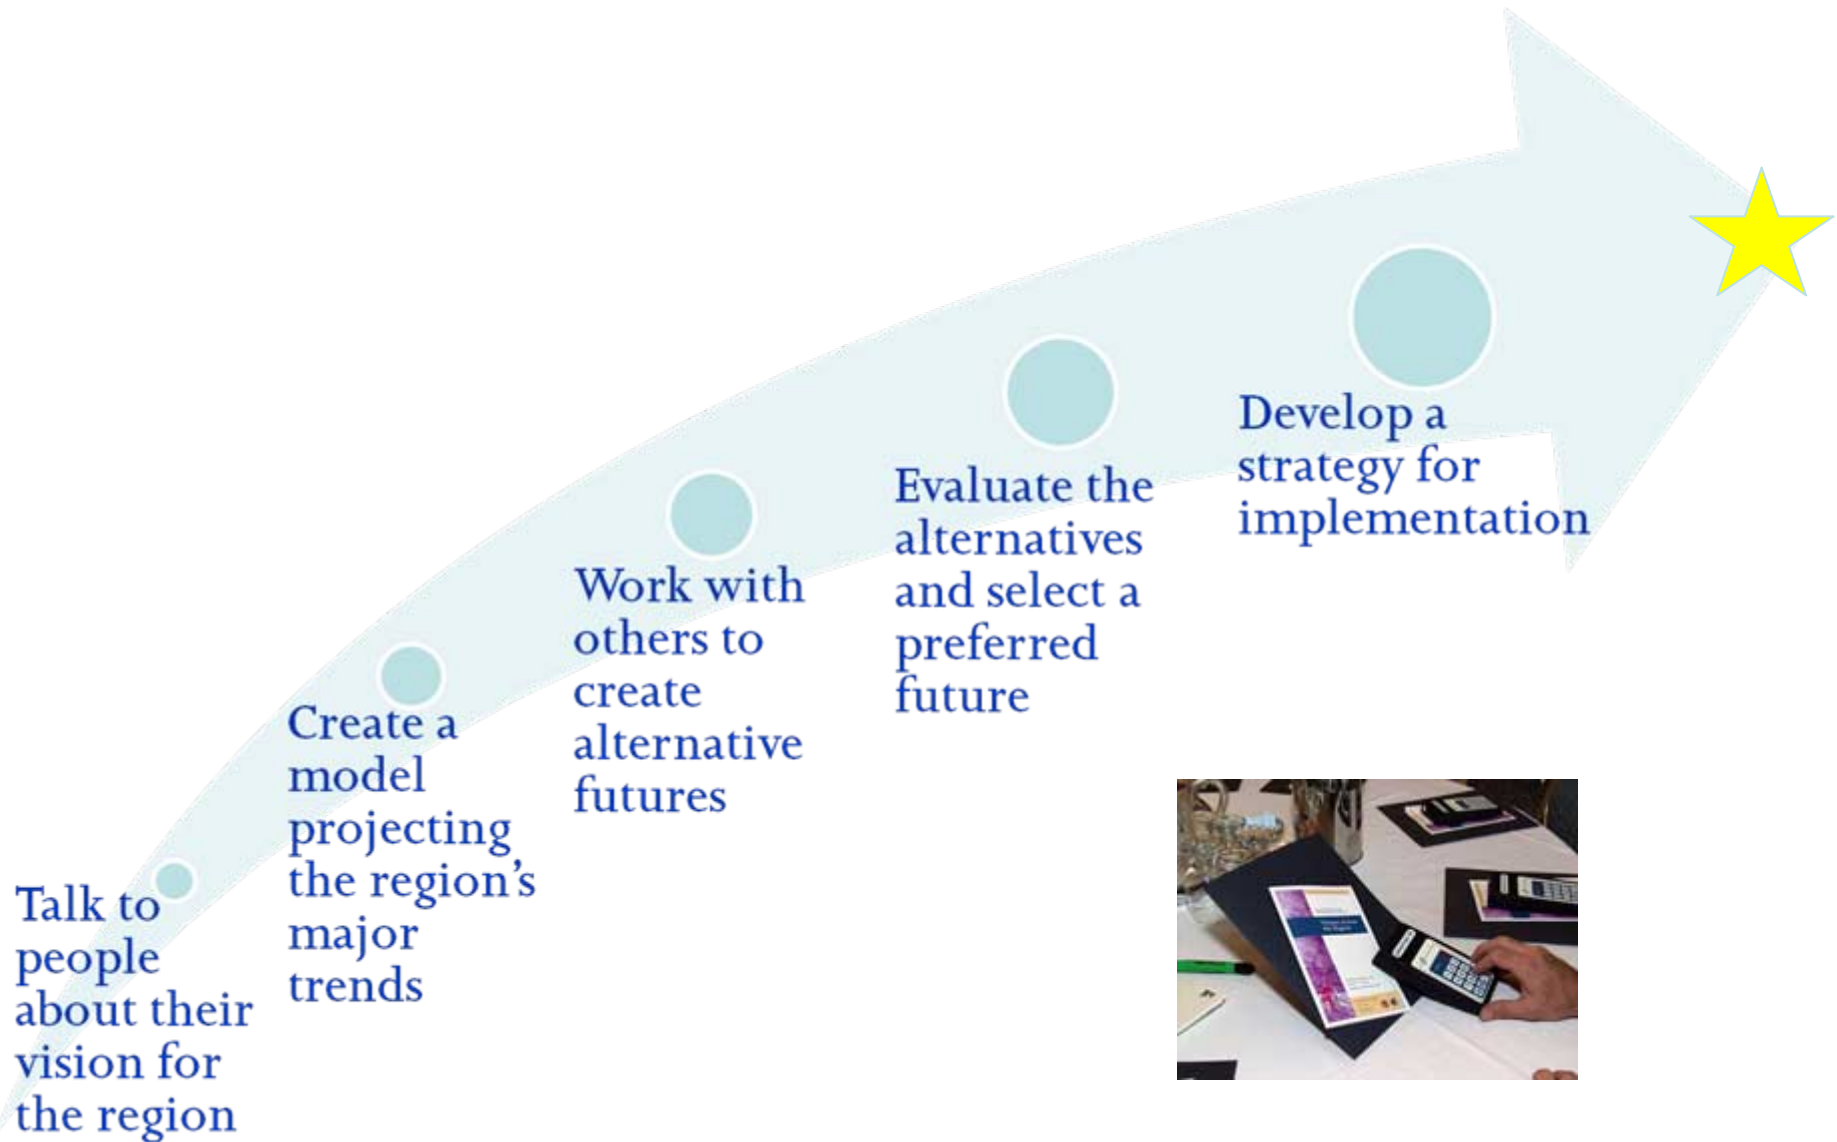 Talk to
people
about their
vision for
the region
Create a
model
projecting
the region’s
major
trends
Work with
others to
create
alternative
futures
Evaluate the
alternatives
and select a
preferred
future
Develop a
strategy for
implementation